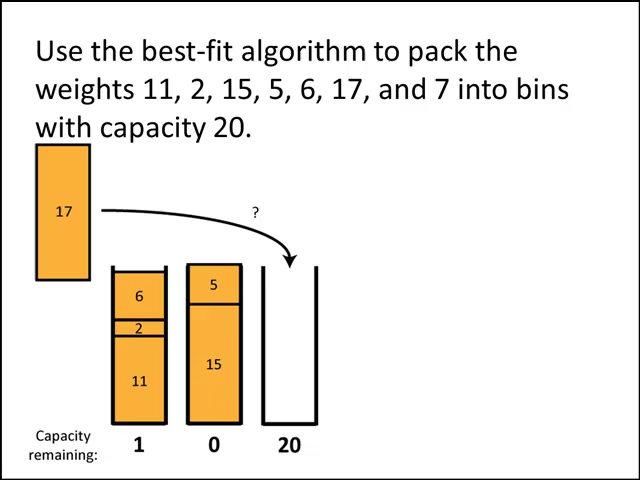 Use the best-fit algorithm to pack the
weights 11, 2, 15, 5, 6, 17, and 7 into bins
with capacity 20.
17
?
6
5
2
15
11
Capacity
remaining:
1
0
20